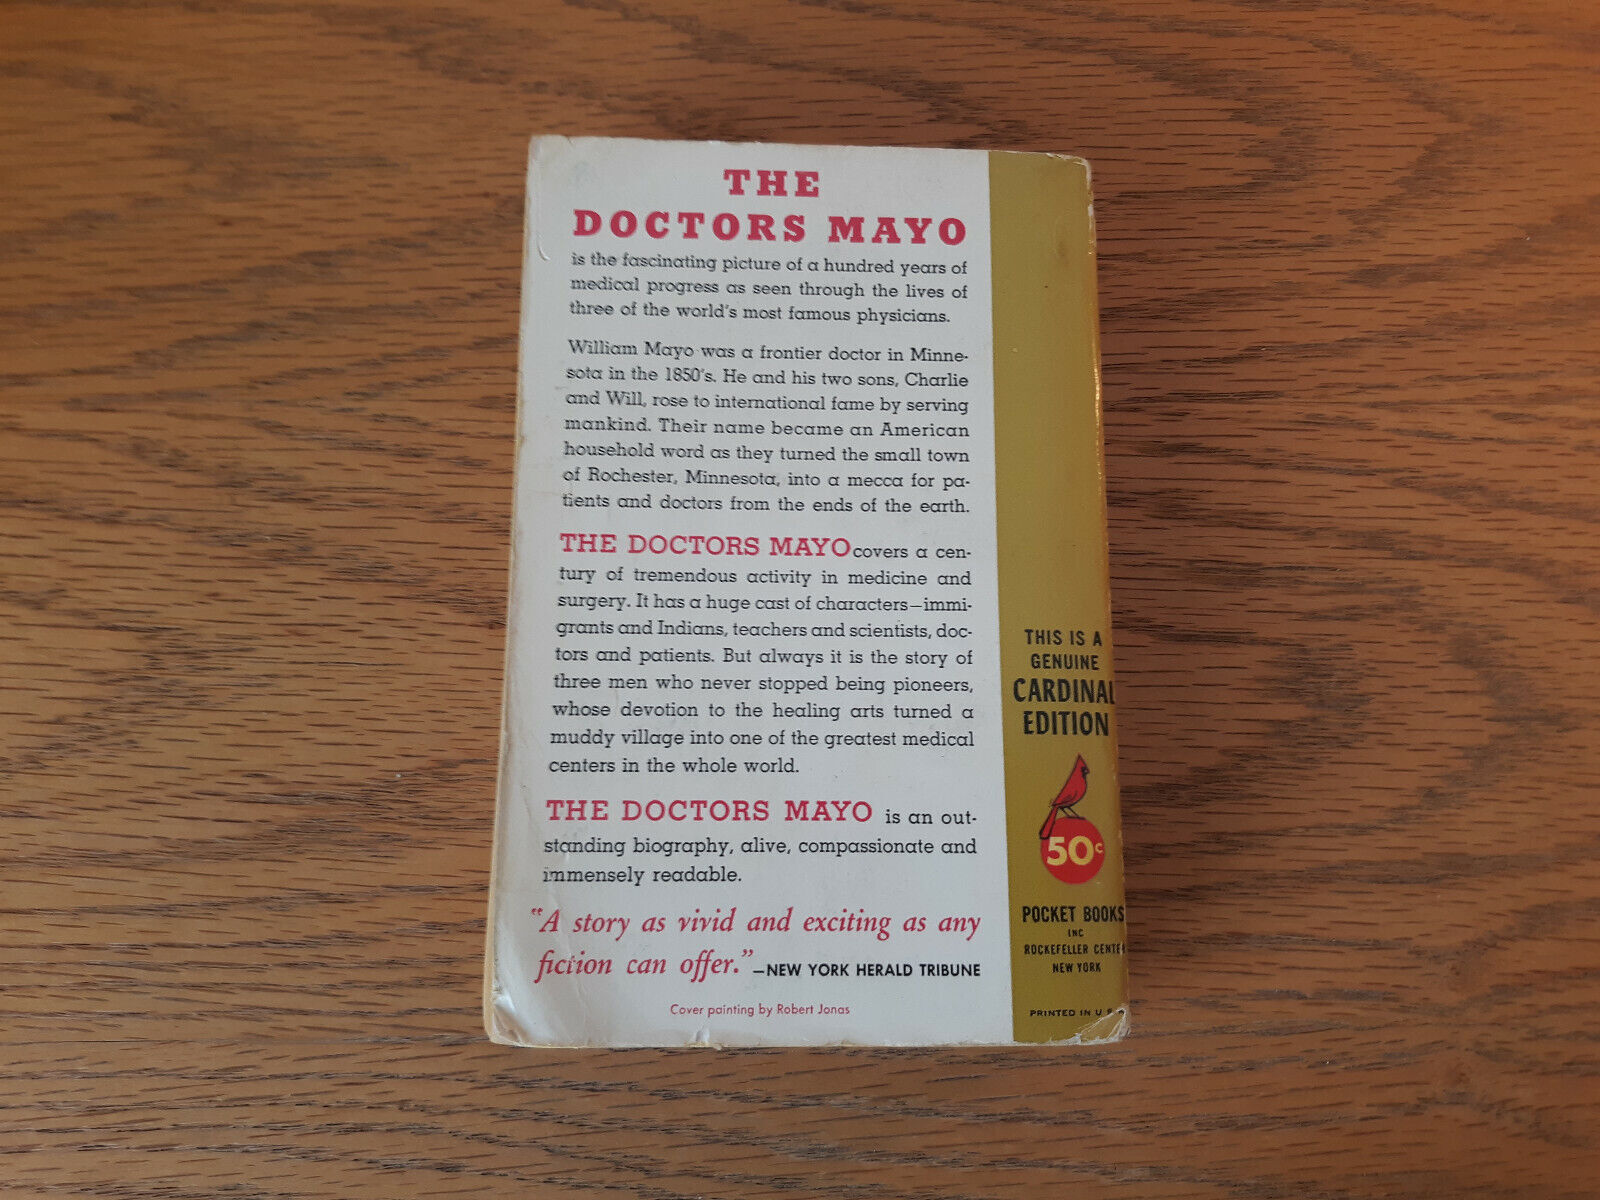 THE
DOCTORS MAYO
is the fascinating picture of a hundred years of
medical progress as seen through the lives of
three of the world's most famous physicians.
William Mayo was a frontier doctor in Minne-
sota in the 1850's. He and his two sons, Charlie
and Will, rose to international fame by serving
mankind. Their name became an American
household word as they turned the small town
of Rochester, Minnesota, into a mecca for pa-
tients and doctors from the ends of the earth.
THE DOCTORS MAYO covers a cen-
tury of tremendous activity in medicine and
surgery. It has a huge cast of characters—immi-
grants and Indians, teachers and scientists, doc-
tors and patients. But always it is the story of
three men who never stopped being pioneers,
whose devotion to the healing arts turned a
muddy village into one of the greatest medical
centers in the whole world.
THE DOCTORS MAYO is an out-
standing biography, alive, compassionate and
immensely readable.
"A story as vivid and exciting as any
fiction can offer."—NEW YORK HERALD TRIBUNE
Cover painting by Robert Jonas
THIS IS A
GENUINE
CARDINAL
EDITION
50c
POCKET BOOKS
INC
ROCKEFELLER CENTER
NEW YORK
PRINTED IN U S